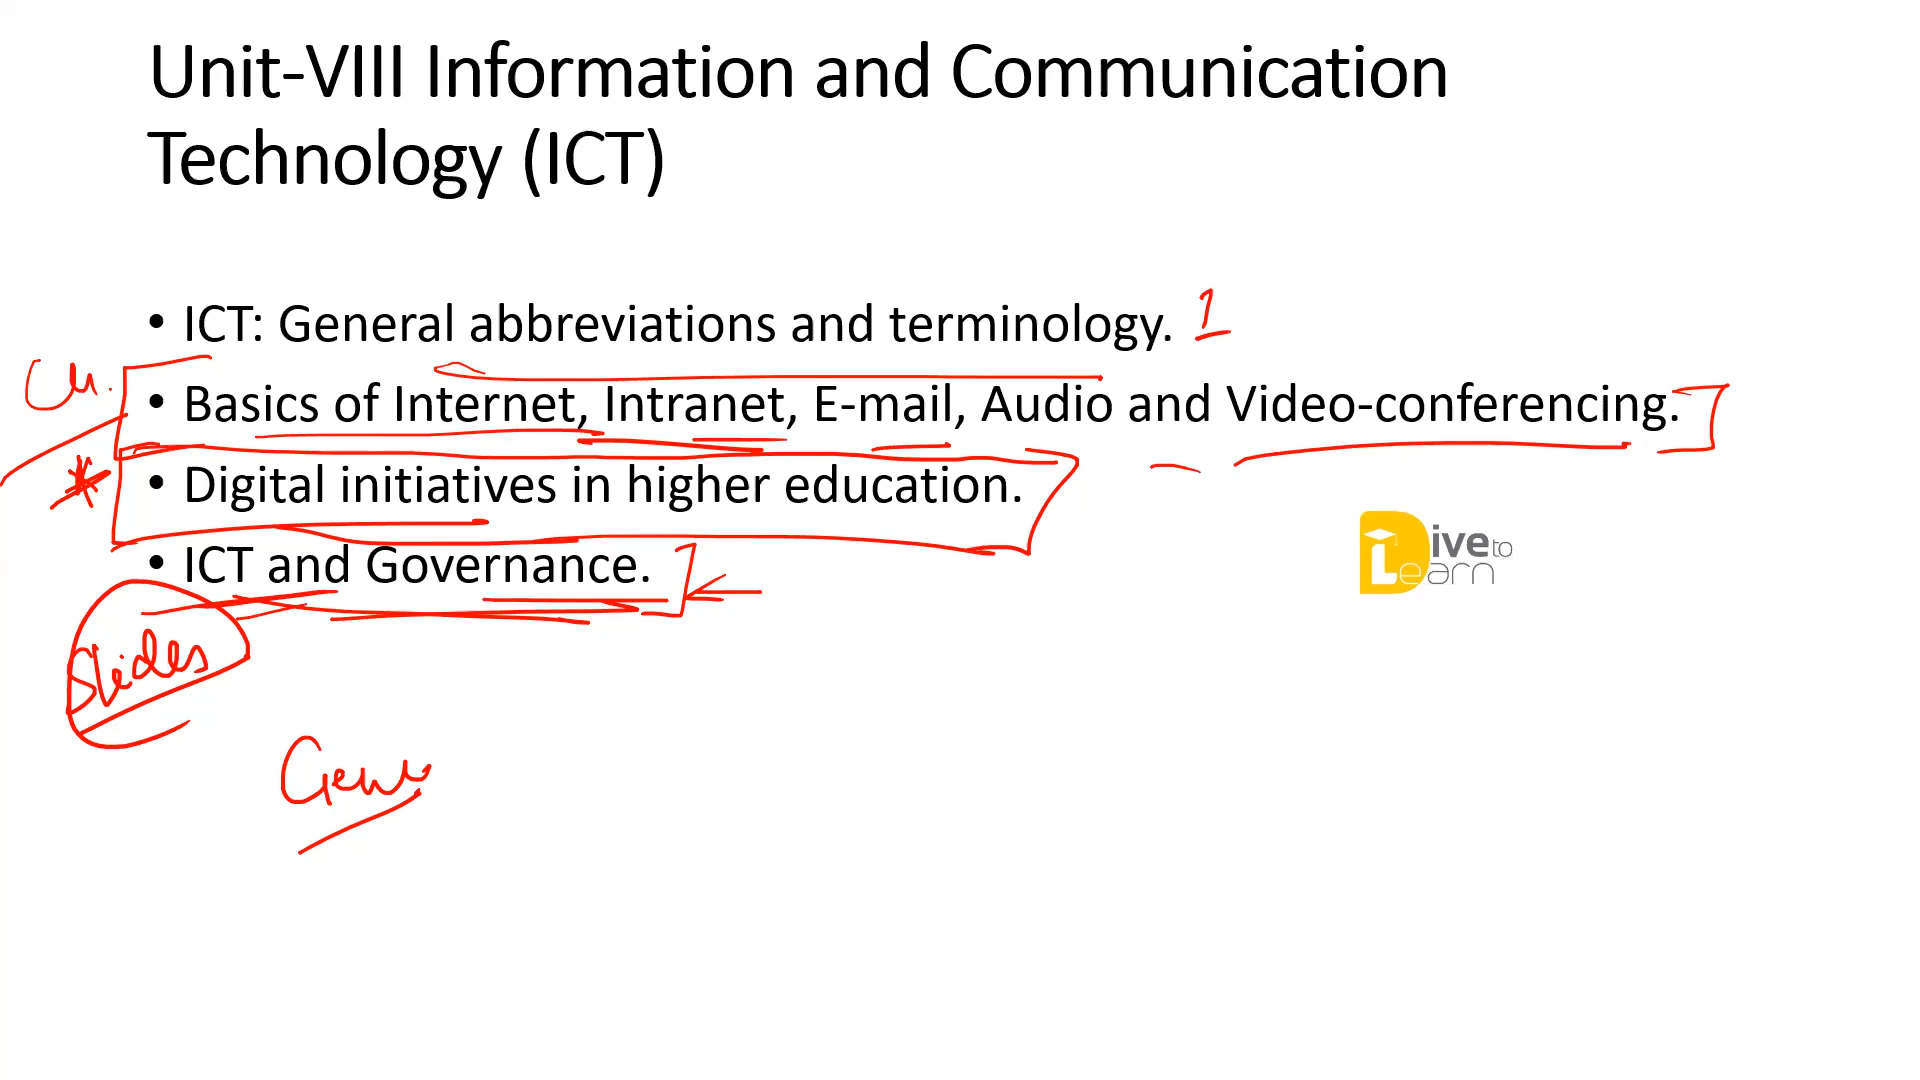 Unit-VIII Information and Communication
Technology (ICT)
• ICT: General abbreviations and terminology. 1
• Basics of Internet, Intranet, E-mail, Audio and Video-conferencing.
• Digital initiatives in higher education.
• ICT and Governance.
Dive to
Learn
Slides